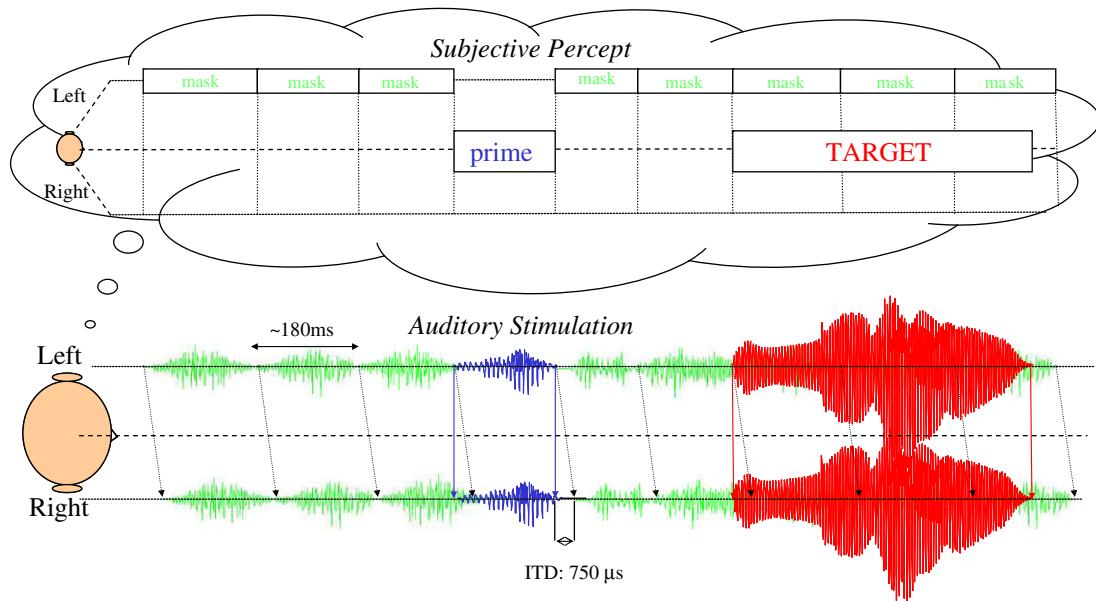 Subjective Percept
mask mask mask mask mask mask mask mask
Left
prime TARGET
Right
Auditory Stimulation
~180ms
Left
Right
ITD: 750 μs